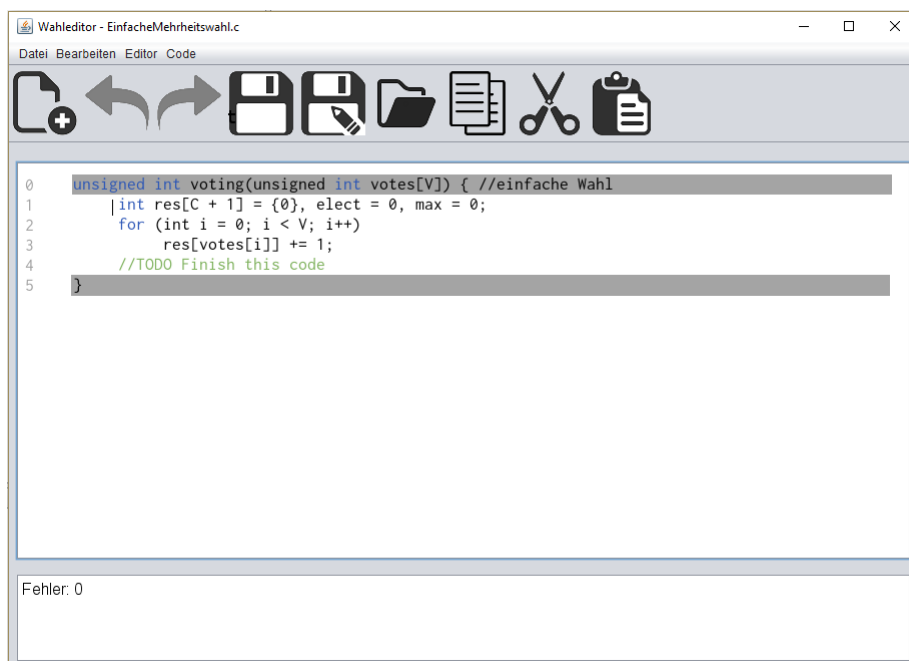 Wahleditor - EinfacheMehrheitswahl.c
Datei Bearbeiten Editor Code
0 unsigned int voting(unsigned int votes[V]) { //einfache Wahl
1 int res[C + 1] = {0}, elect = 0, max = 0;
2 for (int i = 0; i < V; i++)
3 res[votes[i]] += 1;
4 //TODO Finish this code
5 }
Fehler: 0